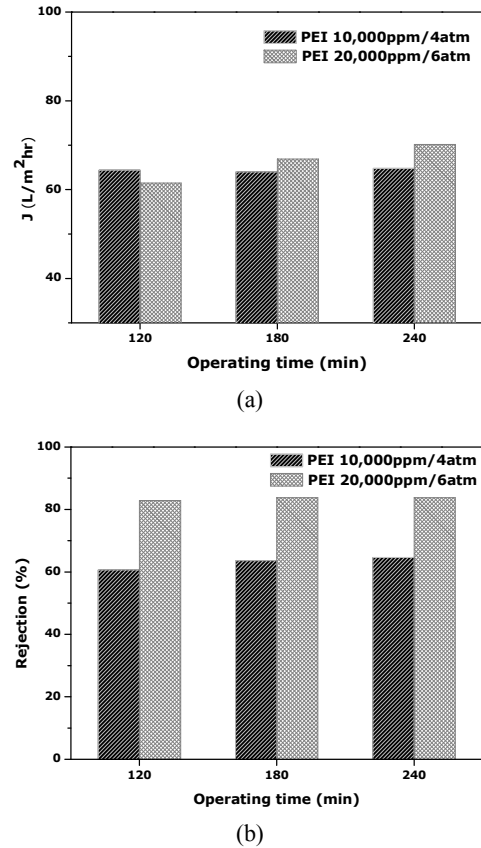 100
80
60
40
J (L/m²hr)
PEI 10,000ppm/4atm
PEI 20,000ppm/6atm
120 180 240
Operating time (min)
(a)
100
80
60
40
20
0
Rejection (%)
PEI 10,000ppm/4atm
PEI 20,000ppm/6atm
120 180 240
Operating time (min)
(b)